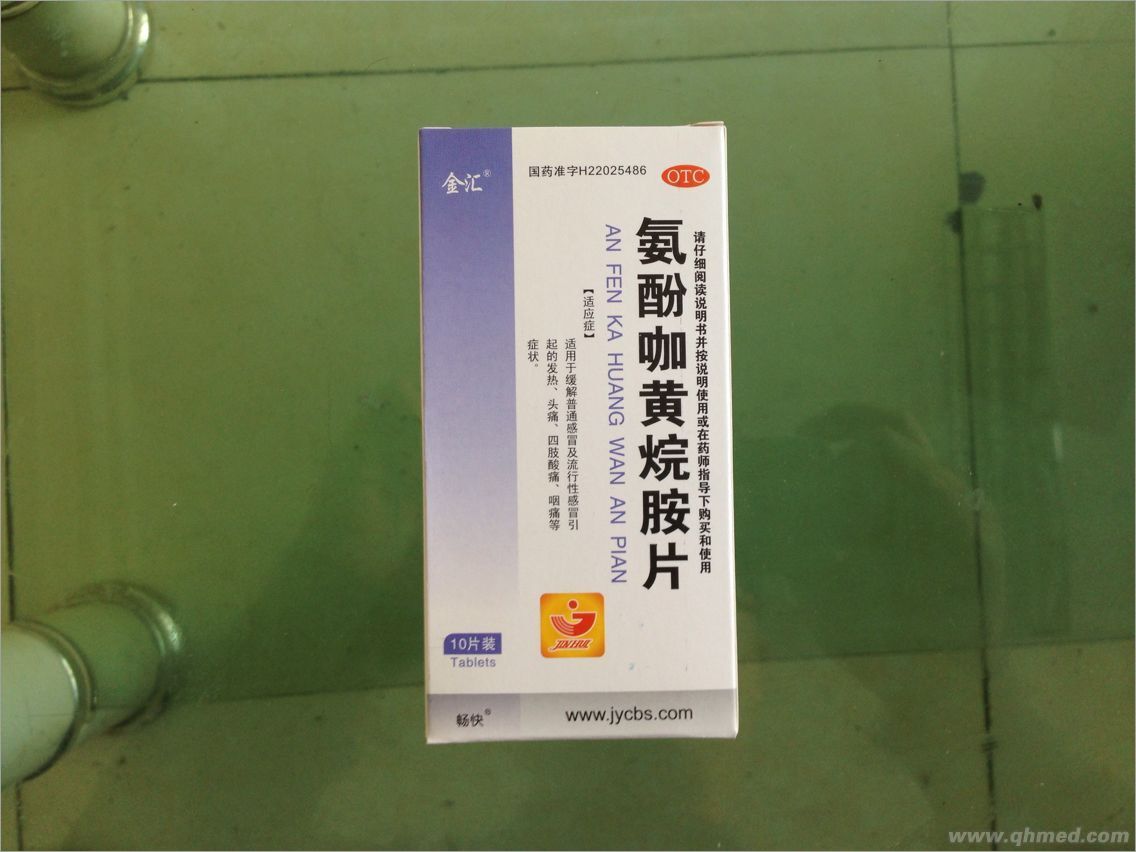 金汇®
国药准字H22025486
OTC
请仔细阅读说明书并按说明使用或在药师指导下购买和使用
氨酚咖黄烷胺片
AN FEN KA HUANG WAN AN PIAN
【适应症】
适用于缓解普通感冒及流行性感冒引
起的发热、头痛、四肢酸痛、咽痛等
症状。
JINHUI
10片装
Tablets
畅快®
www.jycbs.com
www.qhmed.com